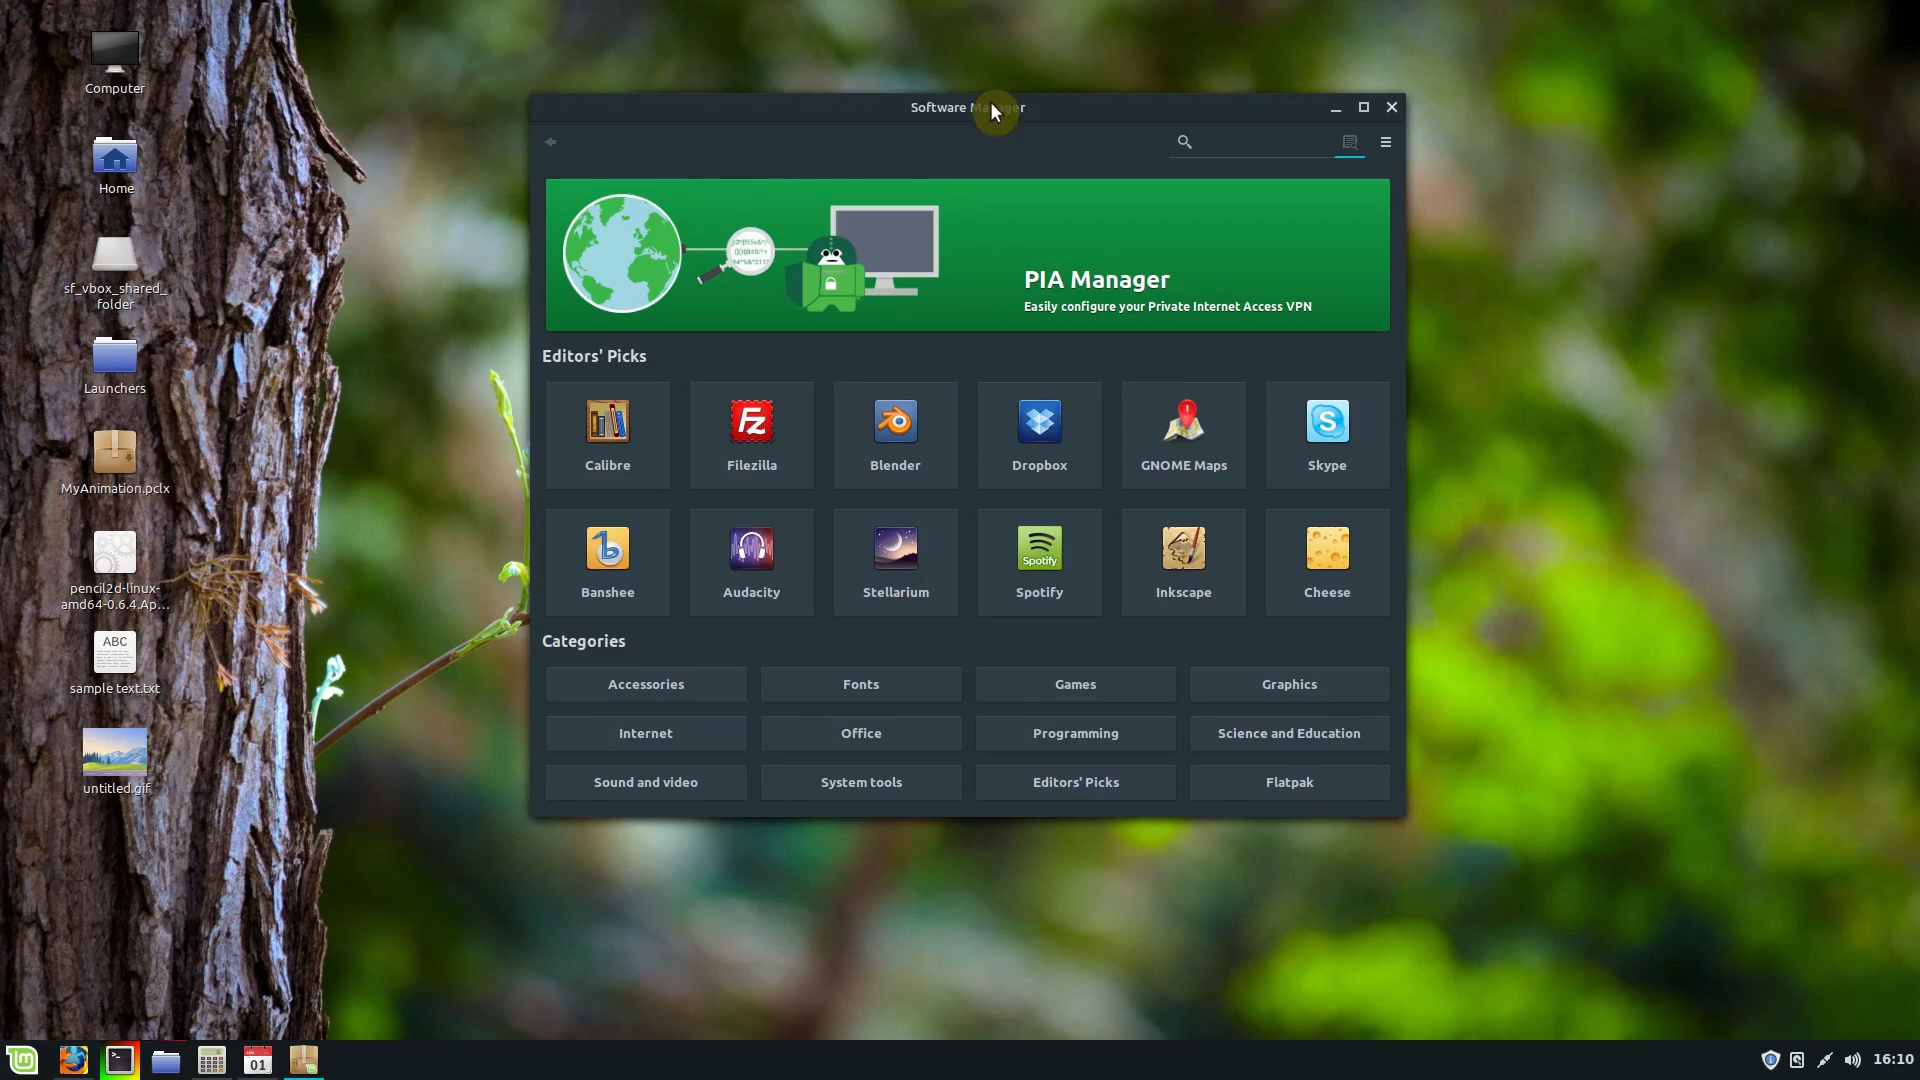 Computer
Home
sf_vbox_shared_
folder
Launchers
MyAnimation.pclx
pencil2d-linux-
amd64-0.6.4.Ap...
ABC
sample text.txt
untitled.gif
Software Manager
PIA Manager
Easily configure your Private Internet Access VPN
Editors' Picks
Calibre
Filezilla
Blender
Dropbox
GNOME Maps
Skype
Banshee
Audacity
Stellarium
Spotify
Spotify
Inkscape
Cheese
Categories
Accessories
Fonts
Games
Graphics
Internet
Office
Programming
Science and Education
Sound and video
System tools
Editors' Picks
Flatpak
01
16:10